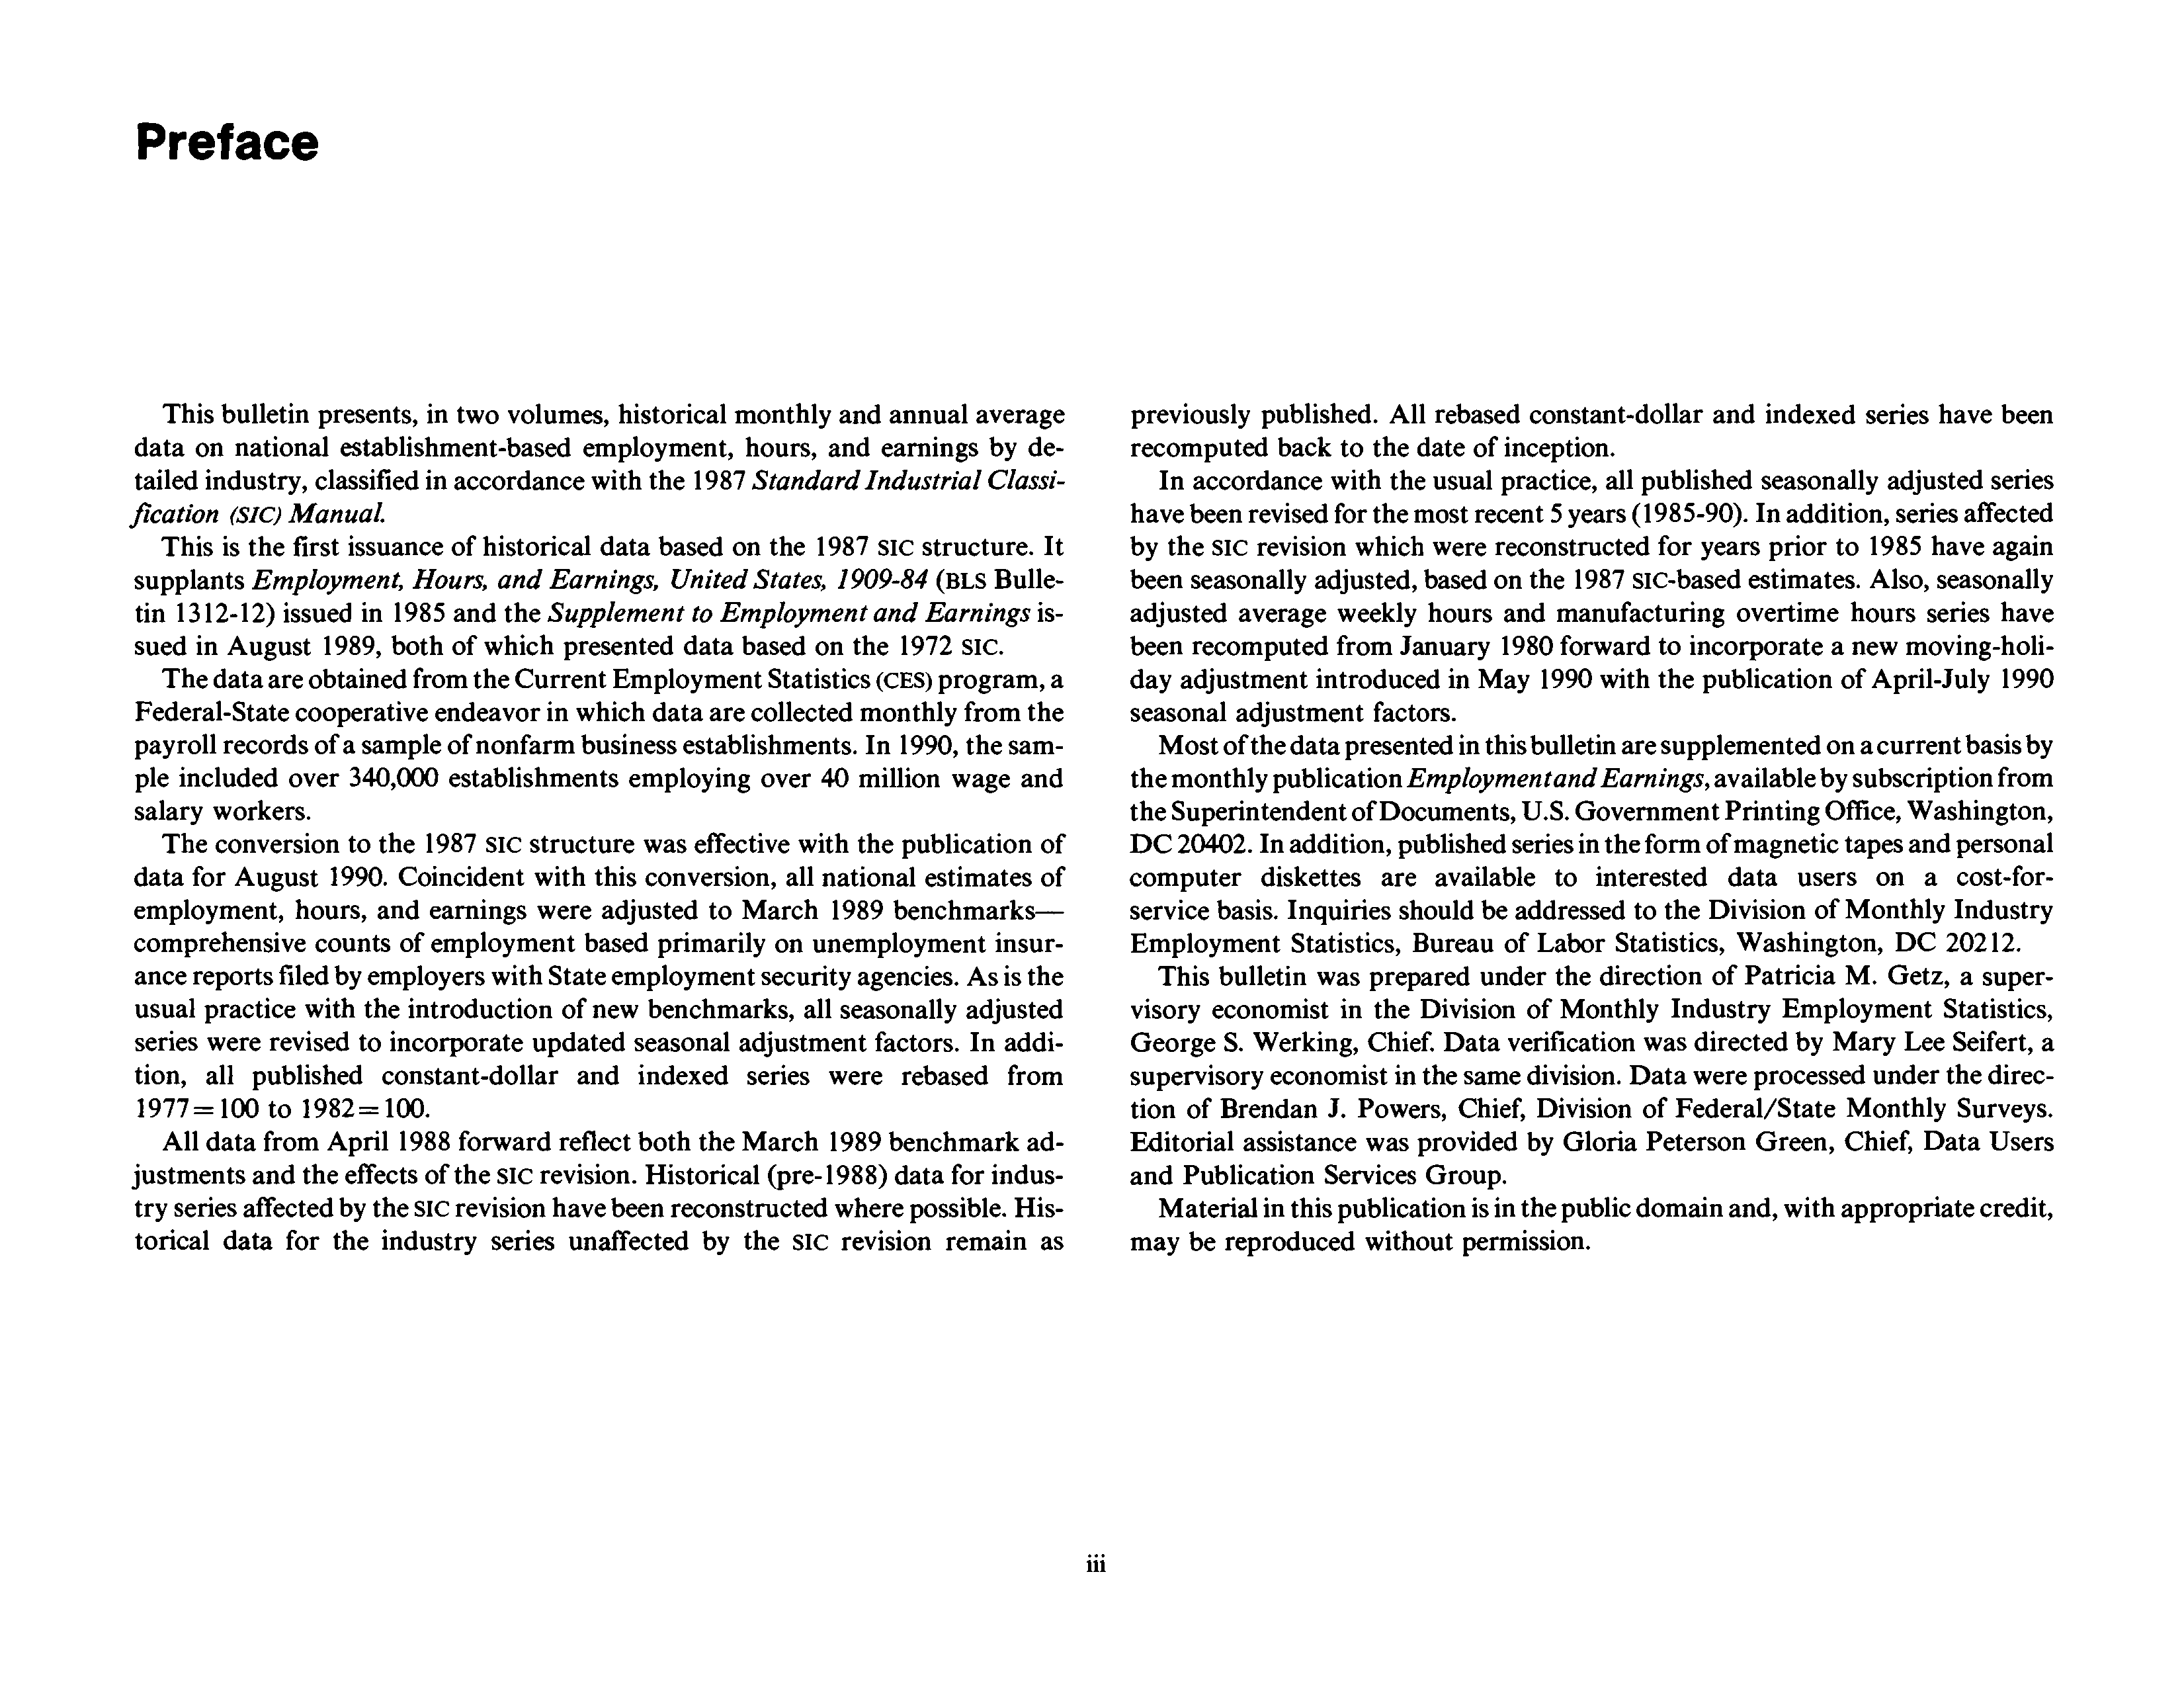 Preface
This bulletin presents, in two volumes, historical monthly and annual average
data on national establishment-based employment, hours, and earnings by de-
tailed industry, classified in accordance with the 1987 Standard Industrial Classi-
fication (SIC) Manual.
This is the first issuance of historical data based on the 1987 SIC structure. It
supplants Employment, Hours, and Earnings, United States, 1909-84 (BLS Bulle-
tin 1312-12) issued in 1985 and the Supplement to Employment and Earnings is-
sued in August 1989, both of which presented data based on the 1972 SIC.
The data are obtained from the Current Employment Statistics (CES) program, a
Federal-State cooperative endeavor in which data are collected monthly from the
payroll records of a sample of nonfarm business establishments. In 1990, the sam-
ple included over 340,000 establishments employing over 40 million wage and
salary workers.
The conversion to the 1987 SIC structure was effective with the publication of
data for August 1990. Coincident with this conversion, all national estimates of
employment, hours, and earnings were adjusted to March 1989 benchmarks—
comprehensive counts of employment based primarily on unemployment insur-
ance reports filed by employers with State employment security agencies. As is the
usual practice with the introduction of new benchmarks, all seasonally adjusted
series were revised to incorporate updated seasonal adjustment factors. In addi-
tion, all published constant-dollar and indexed series were rebased from
1977=100 to 1982=100.
All data from April 1988 forward reflect both the March 1989 benchmark ad-
justments and the effects of the SIC revision. Historical (pre-1988) data for indus-
try series affected by the SIC revision have been reconstructed where possible. His-
torical data for the industry series unaffected by the SIC revision remain as
previously published. All rebased constant-dollar and indexed series have been
recomputed back to the date of inception.
In accordance with the usual practice, all published seasonally adjusted series
have been revised for the most recent 5 years (1985-90). In addition, series affected
by the SIC revision which were reconstructed for years prior to 1985 have again
been seasonally adjusted, based on the 1987 SIC-based estimates. Also, seasonally
adjusted average weekly hours and manufacturing overtime hours series have
been recomputed from January 1980 forward to incorporate a new moving-holi-
day adjustment introduced in May 1990 with the publication of April-July 1990
seasonal adjustment factors.
Most of the data presented in this bulletin are supplemented on a current basis by
the monthly publication Employment and Earnings, available by subscription from
the Superintendent of Documents, U.S. Government Printing Office, Washington,
DC 20402. In addition, published series in the form of magnetic tapes and personal
computer diskettes are available to interested data users on a cost-for-
service basis. Inquiries should be addressed to the Division of Monthly Industry
Employment Statistics, Bureau of Labor Statistics, Washington, DC 20212.
This bulletin was prepared under the direction of Patricia M. Getz, a super-
visory economist in the Division of Monthly Industry Employment Statistics,
George S. Werking, Chief. Data verification was directed by Mary Lee Seifert, a
supervisory economist in the same division. Data were processed under the direc-
tion of Brendan J. Powers, Chief, Division of Federal/State Monthly Surveys.
Editorial assistance was provided by Gloria Peterson Green, Chief, Data Users
and Publication Services Group.
Material in this publication is in the public domain and, with appropriate credit,
may be reproduced without permission.
iii